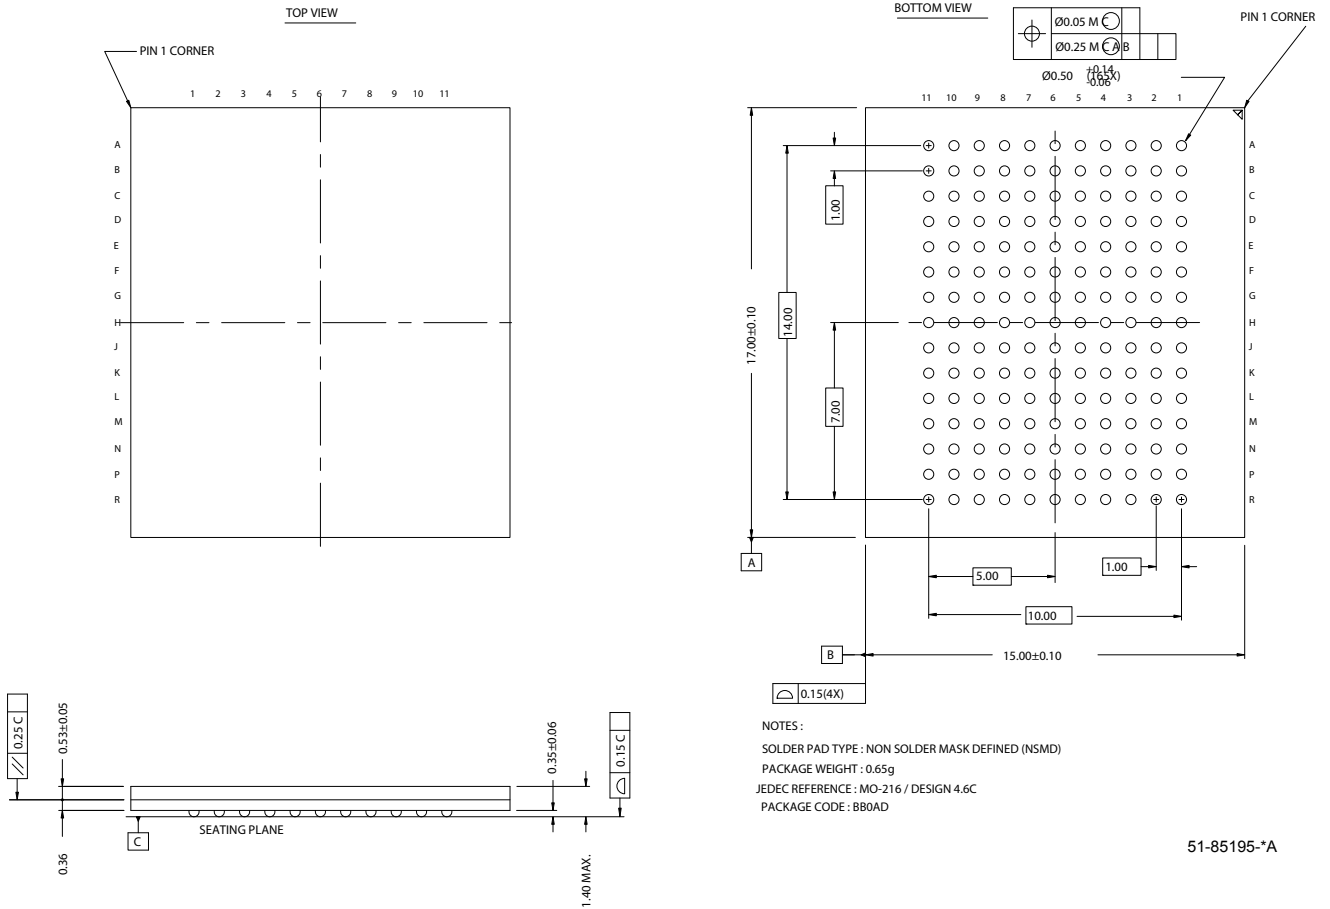 TOP VIEW
PIN 1 CORNER
1 2 3 4 5 6 7 8 9 10 11
A
B
C
D
E
F
G
H
J
K
L
M
N
P
R
BOTTOM VIEW
PIN 1 CORNER
Ø0.05 M C
Ø0.25 M C A B
Ø0.50 +0.14 -0.06 (165X)
11 10 9 8 7 6 5 4 3 2 1
A
B
C
D
E
F
G
H
J
K
L
M
N
P
R
1.00
14.00
17.00±0.10
7.00
A
5.00
1.00
10.00
B
15.00±0.10
0.15(4X)
0.25 C
0.53±0.05
0.36
C
SEATING PLANE
0.35±0.06
0.15 C
1.40 MAX.
NOTES :
SOLDER PAD TYPE : NON SOLDER MASK DEFINED (NSMD)
PACKAGE WEIGHT : 0.65g
JEDEC REFERENCE : MO-216 / DESIGN 4.6C
PACKAGE CODE : BB0AD
51-85195-*A